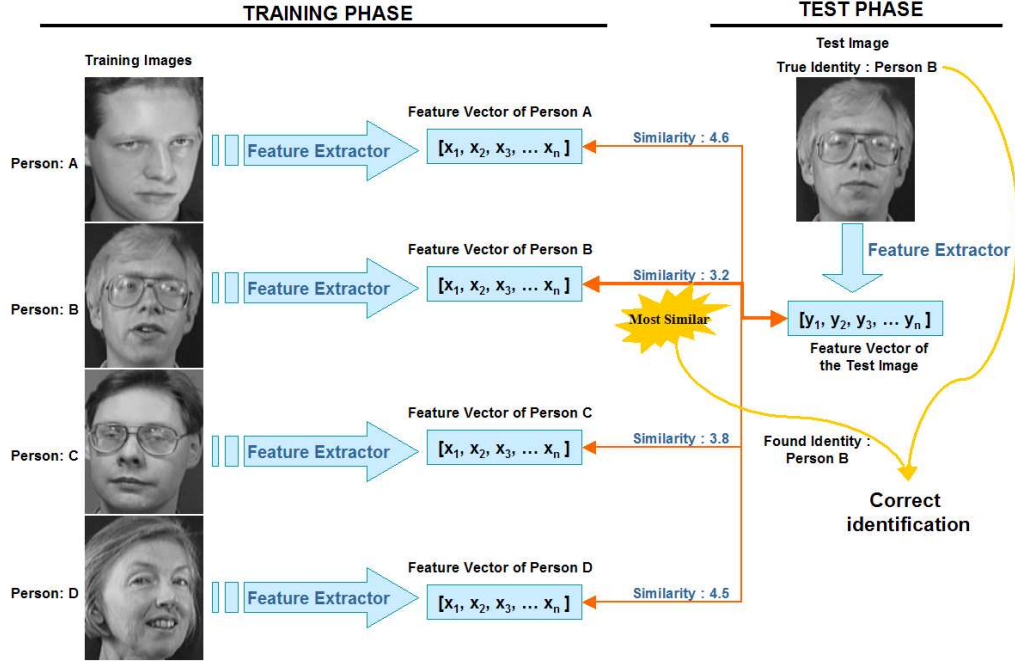 TRAINING PHASE
TEST PHASE
Training Images
Test Image
True Identity : Person B
Person: A
Feature Extractor
Feature Vector of Person A
[x₁, x₂, x₃, ... xₙ ]
Similarity : 4.6
Feature Extractor
Person: B
Feature Extractor
Feature Vector of Person B
[x₁, x₂, x₃, ... xₙ ]
Similarity : 3.2
Most Similar
[y₁, y₂, y₃, ... yₙ ]
Feature Vector of
the Test Image
Person: C
Feature Extractor
Feature Vector of Person C
[x₁, x₂, x₃, ... xₙ ]
Similarity : 3.8
Found Identity :
Person B
Correct
identification
Person: D
Feature Extractor
Feature Vector of Person D
[x₁, x₂, x₃, ... xₙ ]
Similarity : 4.5